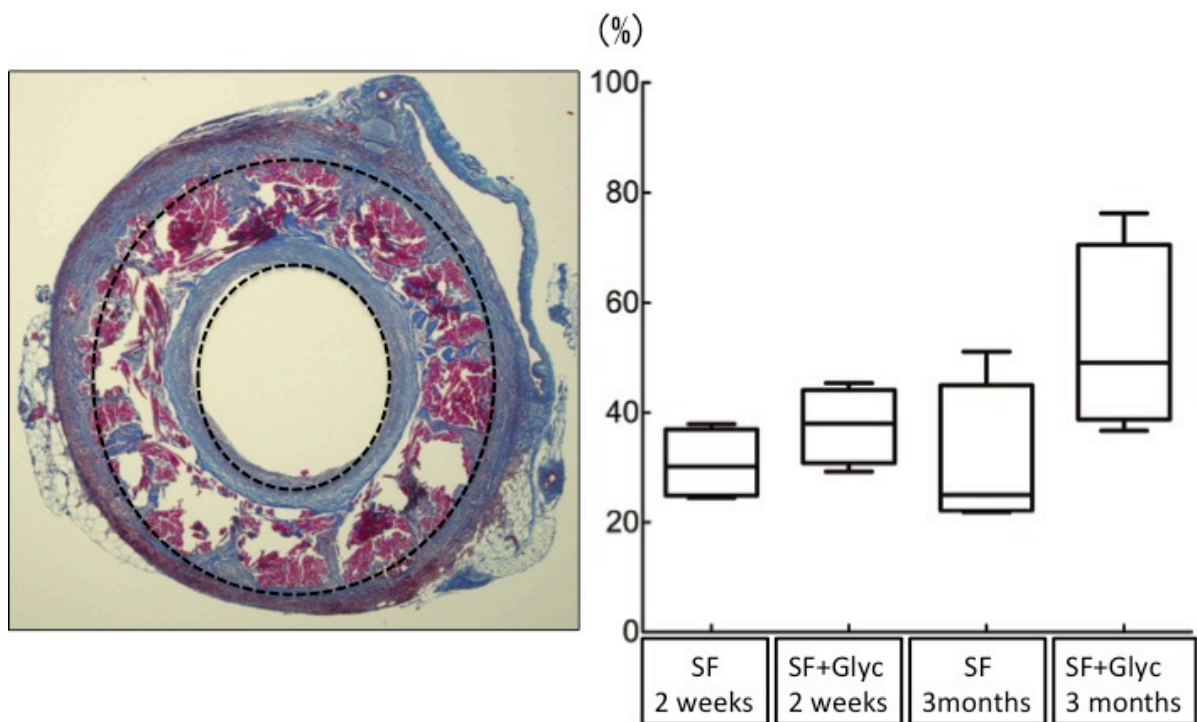 (%)
100
80
60
40
20
0
SF
2 weeks
SF+Glyc
2 weeks
SF
3months
SF+Glyc
3 months